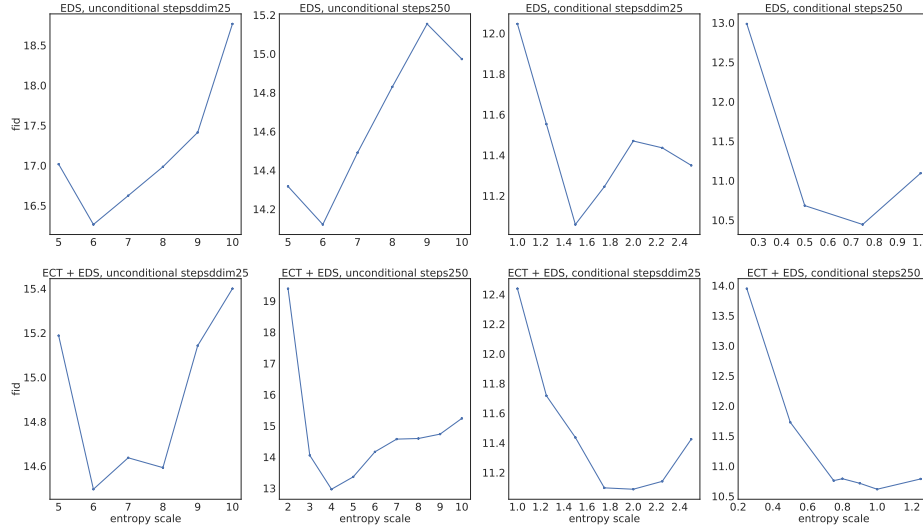 EDS, unconditional stepsddim25
EDS, unconditional steps250
EDS, conditional stepsddim25
EDS, conditional steps250
fid
18.5
18.0
17.5
17.0
16.5
5 6 7 8 9 10
15.2
15.0
14.8
14.6
14.4
14.2
5 6 7 8 9 10
12.0
11.8
11.6
11.4
11.2
1.0 1.2 1.4 1.6 1.8 2.0 2.2 2.4
13.0
12.5
12.0
11.5
11.0
10.5
0.3 0.4 0.5 0.6 0.7 0.8 0.9 1.
ECT + EDS, unconditional stepsddim25
ECT + EDS, unconditional steps250
ECT + EDS, conditional stepsddim25
ECT + EDS, conditional steps250
fid
15.4
15.2
15.0
14.8
14.6
5 6 7 8 9 10
entropy scale
19
18
17
16
15
14
13
2 3 4 5 6 7 8 9 10
entropy scale
12.4
12.2
12.0
11.8
11.6
11.4
11.2
1.0 1.2 1.4 1.6 1.8 2.0 2.2 2.4
entropy scale
14.0
13.5
13.0
12.5
12.0
11.5
11.0
10.5
0.2 0.4 0.6 0.8 1.0 1.2
entropy scale